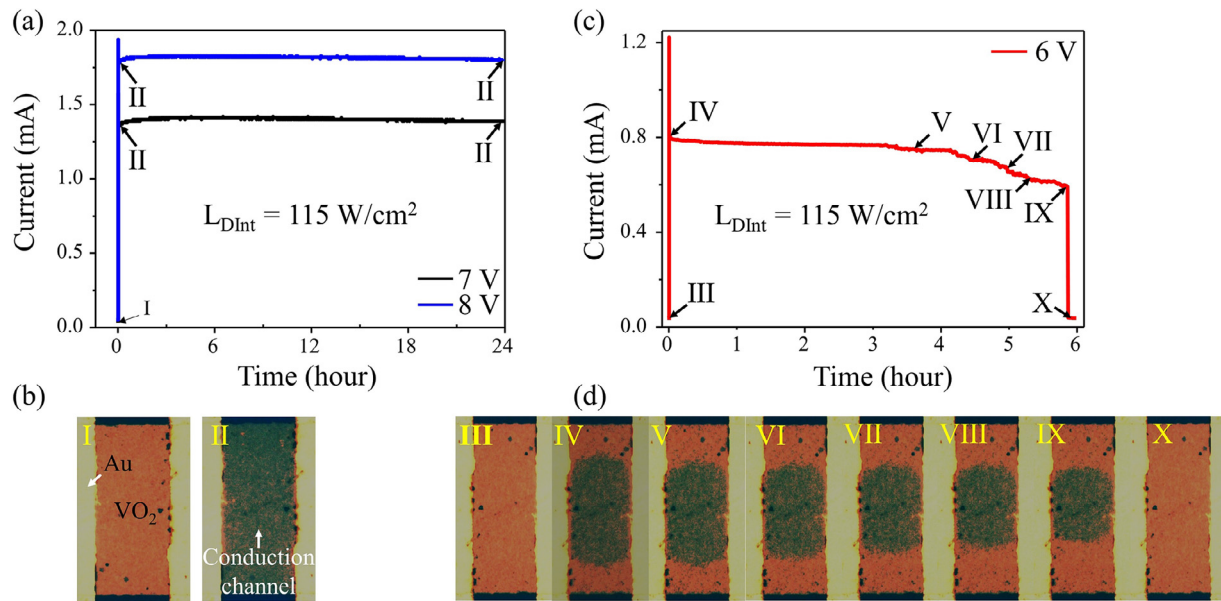 (a)
2.0
1.5
1.0
0.5
0.0
Current (mA)
II
II
II
II
L_DInt = 115 W/cm²
7 V
8 V
I
0
6
12
18
24
Time (hour)
(c)
1.2
0.8
0.4
0.0
Current (mA)
6 V
IV
V
VI
VII
VIII
IX
L_DInt = 115 W/cm²
III
X
0
1
2
3
4
5
6
Time (hour)
(b)
I
Au
VO₂
II
Conduction
channel
(d)
III
IV
V
VI
VII
VIII
IX
X